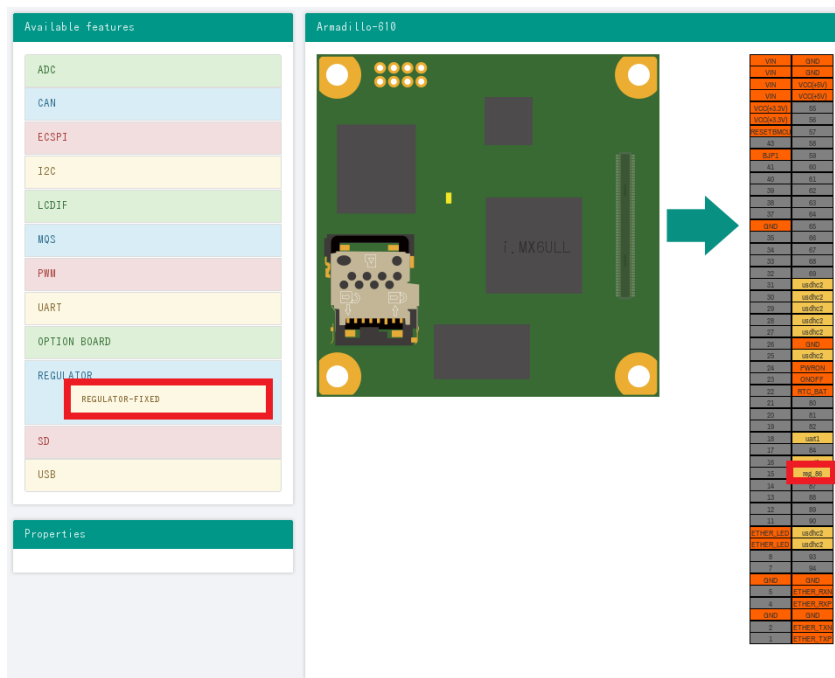 Available features
ADC
CAN
ECSPI
I2C
LCDIF
MQS
PWM
UART
OPTION BOARD
REGULATOR
REGULATOR-FIXED
SD
USB
Properties
Armadillo-610
i.MX6ULL
VIN GND
VIN GND
VIN VCC(+5V)
VIN VCC(+5V)
VCC(+3.3V) 55
VCC(+3.3V) 56
57
43 58
BJP1 59
41 60
40 61
39 62
38 63
37 64
GND 65
35 66
34 67
33 68
32 69
31 usdhc2
30 usdhc2
29 usdhc2
28 usdhc2
27 usdhc2
26 GND
25 usdhc2
24 PWRON
23 ONOFF
22 RTC_BAT
21 80
20 81
19 82
18 uart1
17 84
16
15 reg_86
14 87
13 88
12 89
11 90
ETHER_LED usdhc2
ETHER_LED usdhc2
8 93
7 94
GND GND
5 ETHER_RXN
4 ETHER_RXP
GND GND
2 ETHER_TXN
1 ETHER_TXP